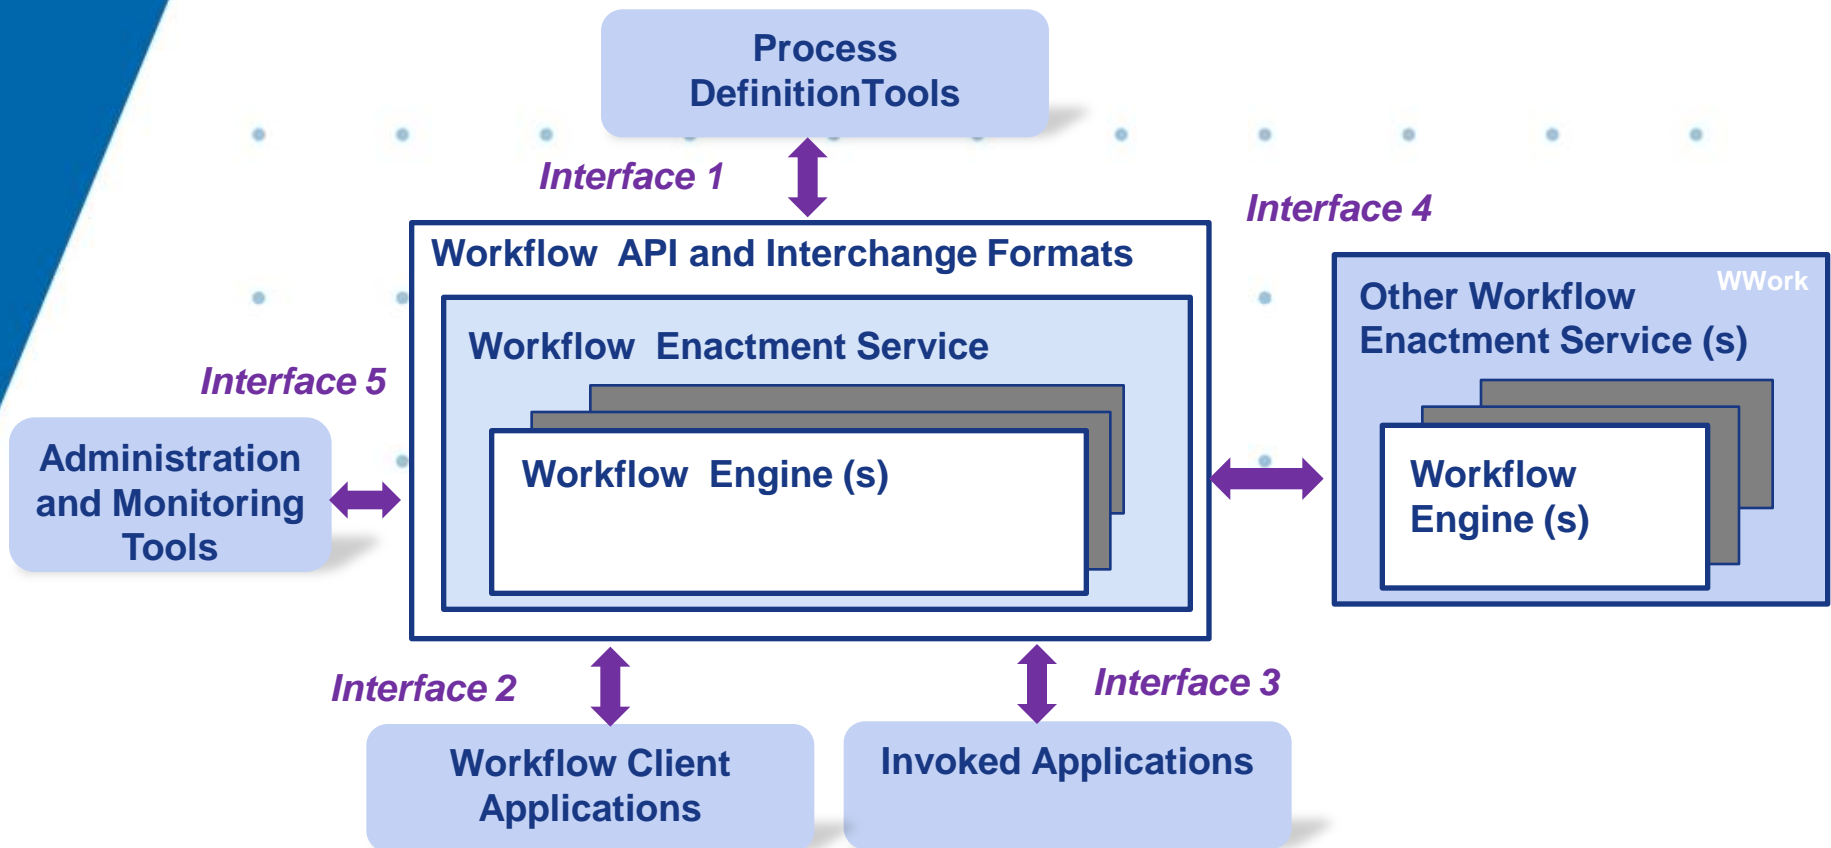 Process
DefinitionTools
Interface 1
Interface 4
Workflow API and Interchange Formats
WWork
Other Workflow
Enactment Service (s)
Workflow Enactment Service
Interface 5
Administration
and Monitoring
Tools
Workflow Engine (s)
Workflow
Engine (s)
Interface 2
Interface 3
Workflow Client
Applications
Invoked Applications